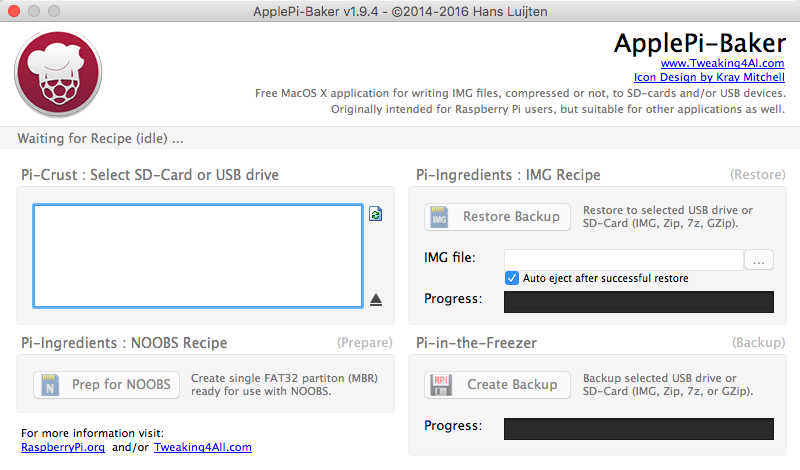 ApplePi-Baker v1.9.4 - ©2014-2016 Hans Luijten
ApplePi-Baker
www.Tweaking4Al.com
Icon Design by Kray Mitchell
Free MacOS X application for writing IMG files, compressed or not, to SD-cards and/or USB devices.
Originally intended for Raspberry Pi users, but suitable for other applications as well.
Waiting for Recipe (idle) ...
Pi-Crust : Select SD-Card or USB drive
Pi-Ingredients : IMG Recipe (Restore)
IMG Restore Backup
Restore to selected USB drive or
SD-Card (IMG, Zip, 7z, GZip).
IMG file: ...
Auto eject after successful restore
Progress:
Pi-Ingredients : NOOBS Recipe (Prepare)
N Prep for NOOBS
Create single FAT32 partiton (MBR)
ready for use with NOOBS.
Pi-in-the-Freezer (Backup)
RPi Create Backup
Backup selected USB drive or
SD-Card (IMG, Zip, 7z, or GZip).
Progress:
For more information visit:
RaspberryPi.org and/or Tweaking4All.com